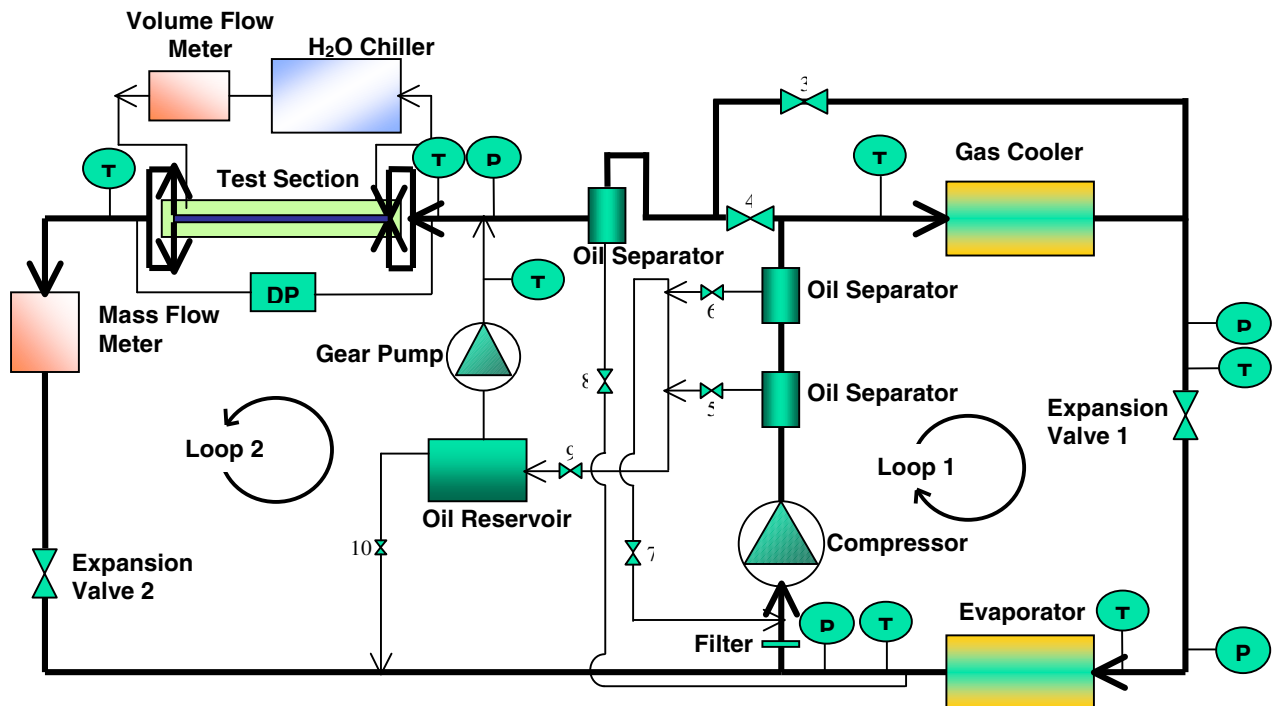 Volume Flow
Meter
H₂O Chiller
3
T
T
P
T
Gas Cooler
Test Section
4
Oil Separator
DP
T
6
Oil Separator
Mass Flow
Meter
Gear Pump
P
T
8
5
Oil Separator
Expansion
Valve 1
Loop 2
9
Loop 1
Oil Reservoir
10
7
Compressor
Expansion
Valve 2
Evaporator
T
P
T
Filter
P